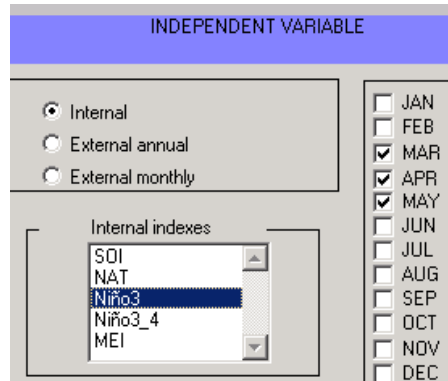 INDEPENDENT VARIABLE
Internal
External annual
External monthly
Internal indexes
SOI
NAT
Niño3
Niño3_4
MEI
JAN
FEB
MAR
APR
MAY
JUN
JUL
AUG
SEP
OCT
NOV
DEC